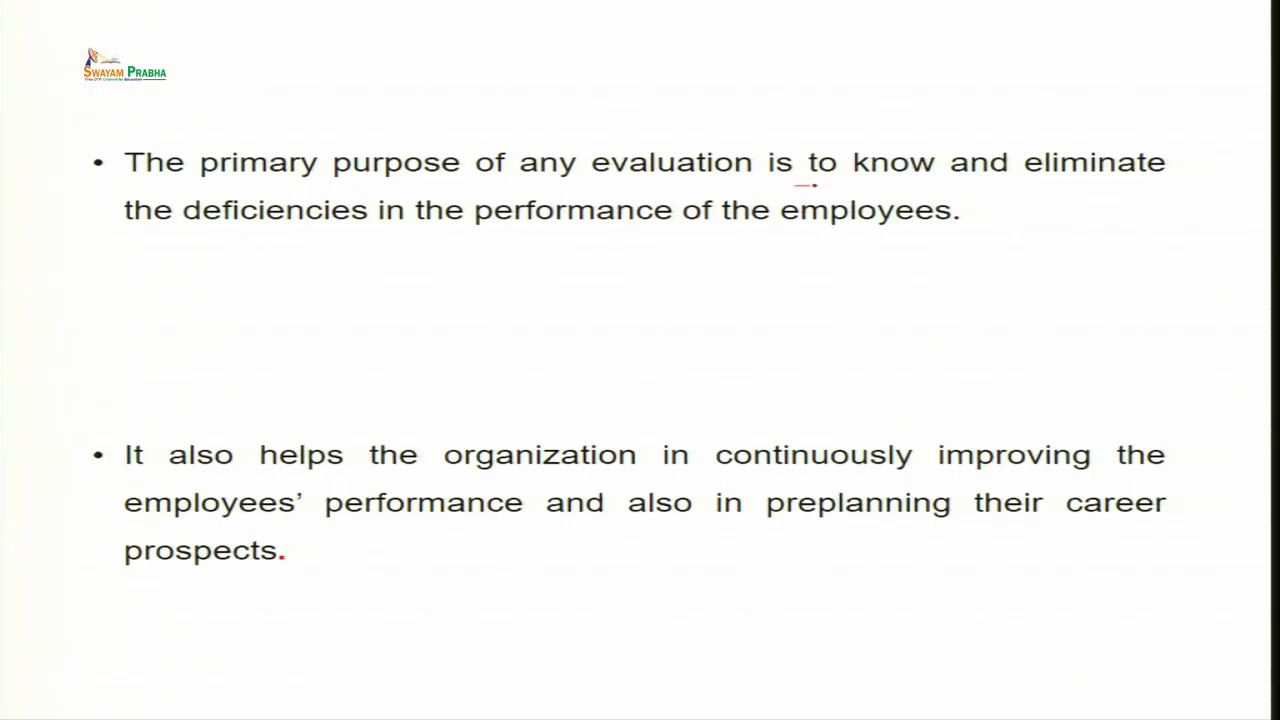 SWAYAM PRABHA
• The primary purpose of any evaluation is to know and eliminate
the deficiencies in the performance of the employees.
• It also helps the organization in continuously improving the
employees’ performance and also in preplanning their career
prospects.